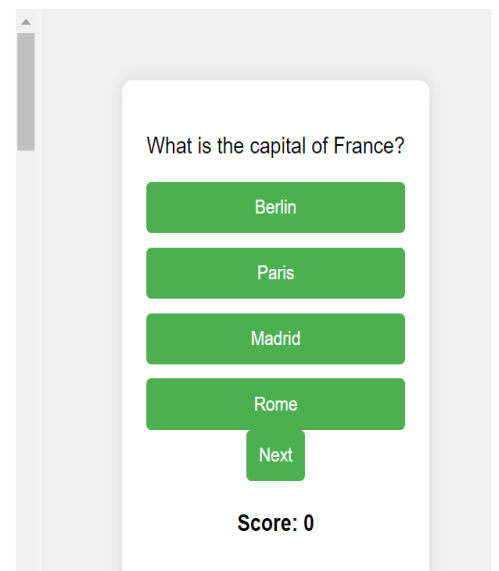 What is the capital of France?
Berlin
Paris
Madrid
Rome
Next
Score: 0